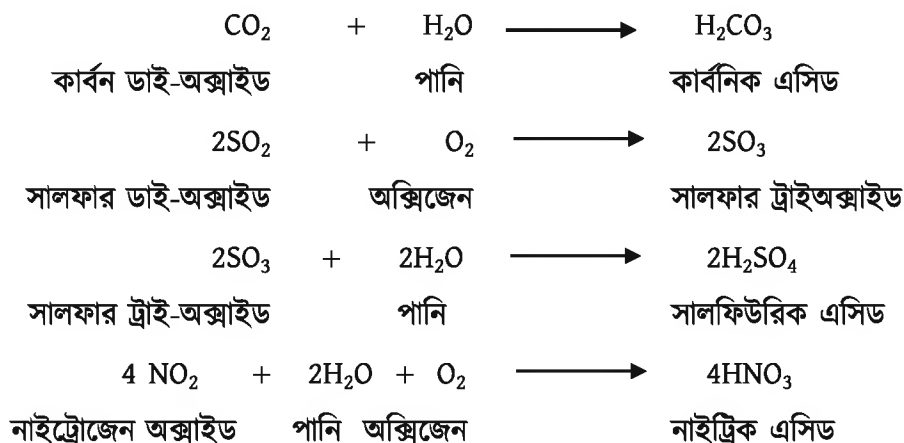 CO₂ + H₂O ⟶ H₂CO₃
কার্বন ডাই-অক্সাইড পানি কার্বনিক এসিড
2SO₂ + O₂ ⟶ 2SO₃
সালফার ডাই-অক্সাইড অক্সিজেন সালফার ট্রাইঅক্সাইড
2SO₃ + 2H₂O ⟶ 2H₂SO₄
সালফার ট্রাই-অক্সাইড পানি সালফিউরিক এসিড
4 NO₂ + 2H₂O + O₂ ⟶ 4HNO₃
নাইট্রোজেন অক্সাইড পানি অক্সিজেন নাইট্রিক এসিড